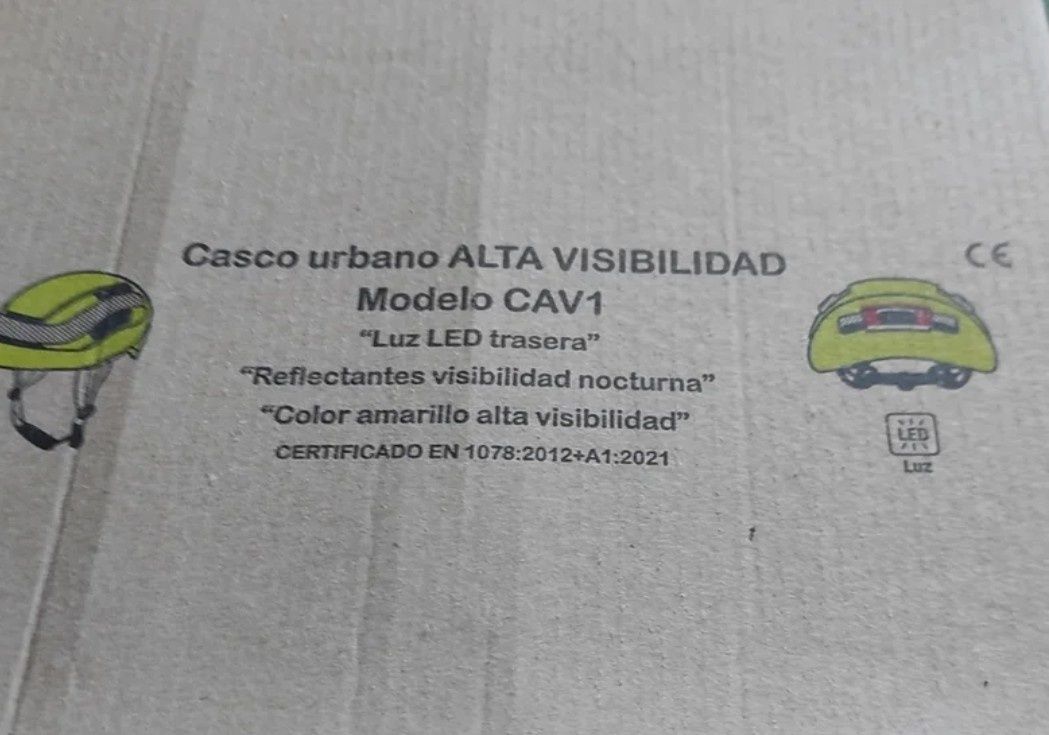 Casco urbano ALTA VISIBILIDAD
CE
Modelo CAV1
“Luz LED trasera”
“Reflectantes visibilidad nocturna”
“Color amarillo alta visibilidad”
CERTIFICADO EN 1078:2012+A1:2021
LED
Luz